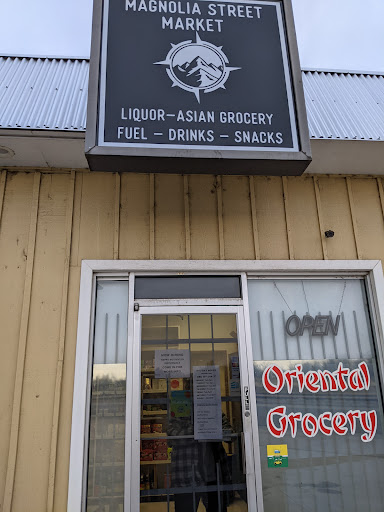 MAGNOLIA STREET
MARKET
LIQUOR—ASIAN GROCERY
FUEL — DRINKS — SNACKS
OPEN
Oriental
Grocery